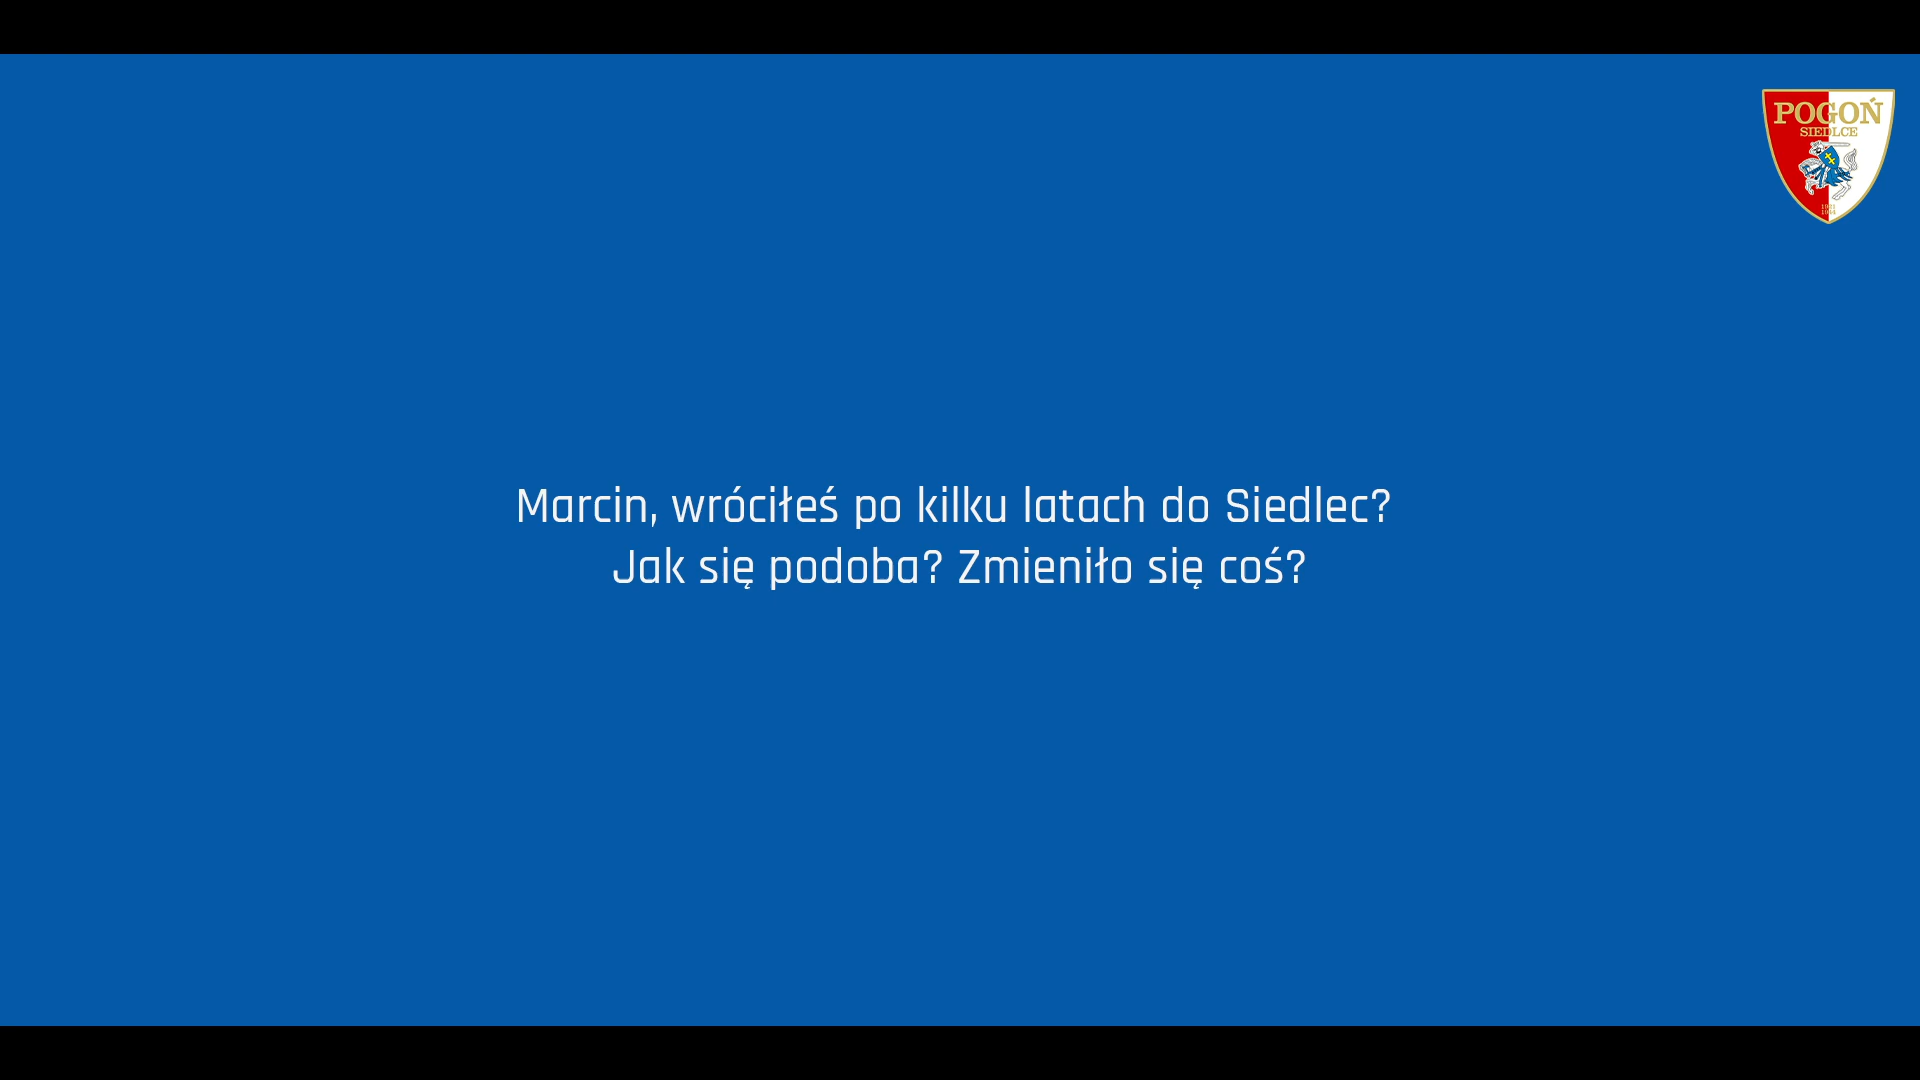 POGOŃ
SIEDLCE
Marcin, wróciłeś po kilku latach do Siedlec?
Jak się podoba? Zmieniło się coś?